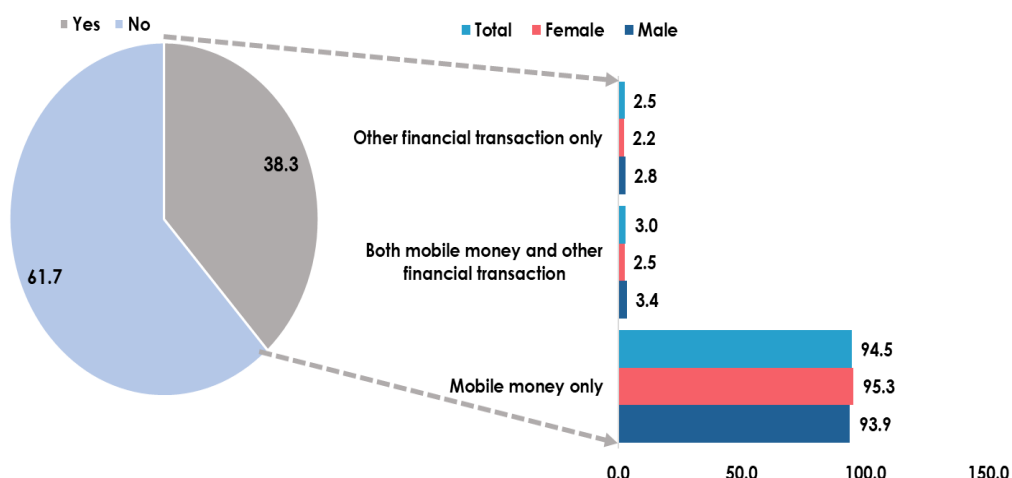 Yes No
Total Female Male
38.3
61.7
Other financial transaction only
2.5
2.2
2.8
Both mobile money and other
financial transaction
3.0
2.5
3.4
Mobile money only
94.5
95.3
93.9
0.0 50.0 100.0 150.0